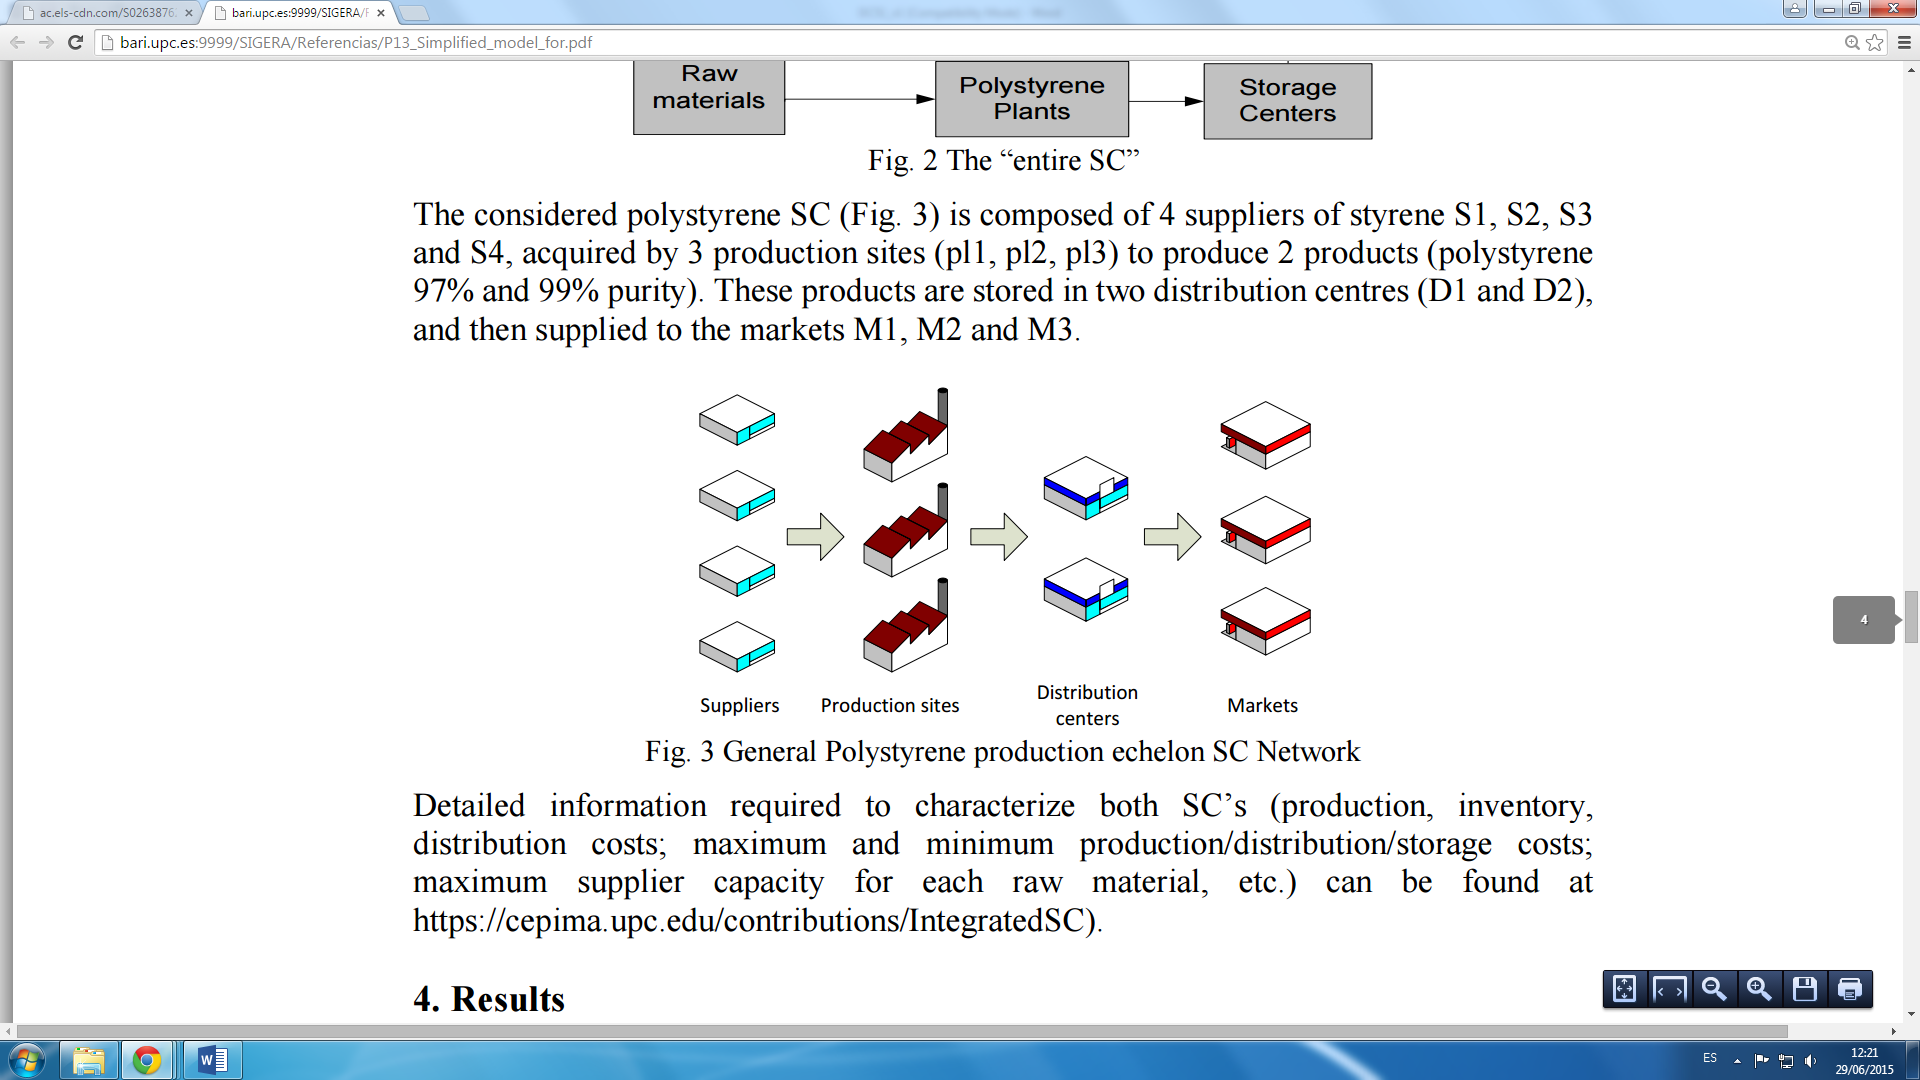 ac.els-cdn.com/S0263876
bari.upc.es:9999/SIGERA/F
bari.upc.es:9999/SIGERA/Referencias/P13_Simplified_model_for.pdf
Raw
materials
Polystyrene
Plants
Storage
Centers
Fig. 2 The “entire SC”
The considered polystyrene SC (Fig. 3) is composed of 4 suppliers of styrene S1, S2, S3
and S4, acquired by 3 production sites (pl1, pl2, pl3) to produce 2 products (polystyrene
97% and 99% purity). These products are stored in two distribution centres (D1 and D2),
and then supplied to the markets M1, M2 and M3.
Suppliers
Production sites
Distribution
centers
Markets
Fig. 3 General Polystyrene production echelon SC Network
Detailed information required to characterize both SC’s (production, inventory,
distribution costs; maximum and minimum production/distribution/storage costs;
maximum supplier capacity for each raw material, etc.) can be found at
https://cepima.upc.edu/contributions/IntegratedSC).
4. Results
4
ES
12:21
29/06/2015